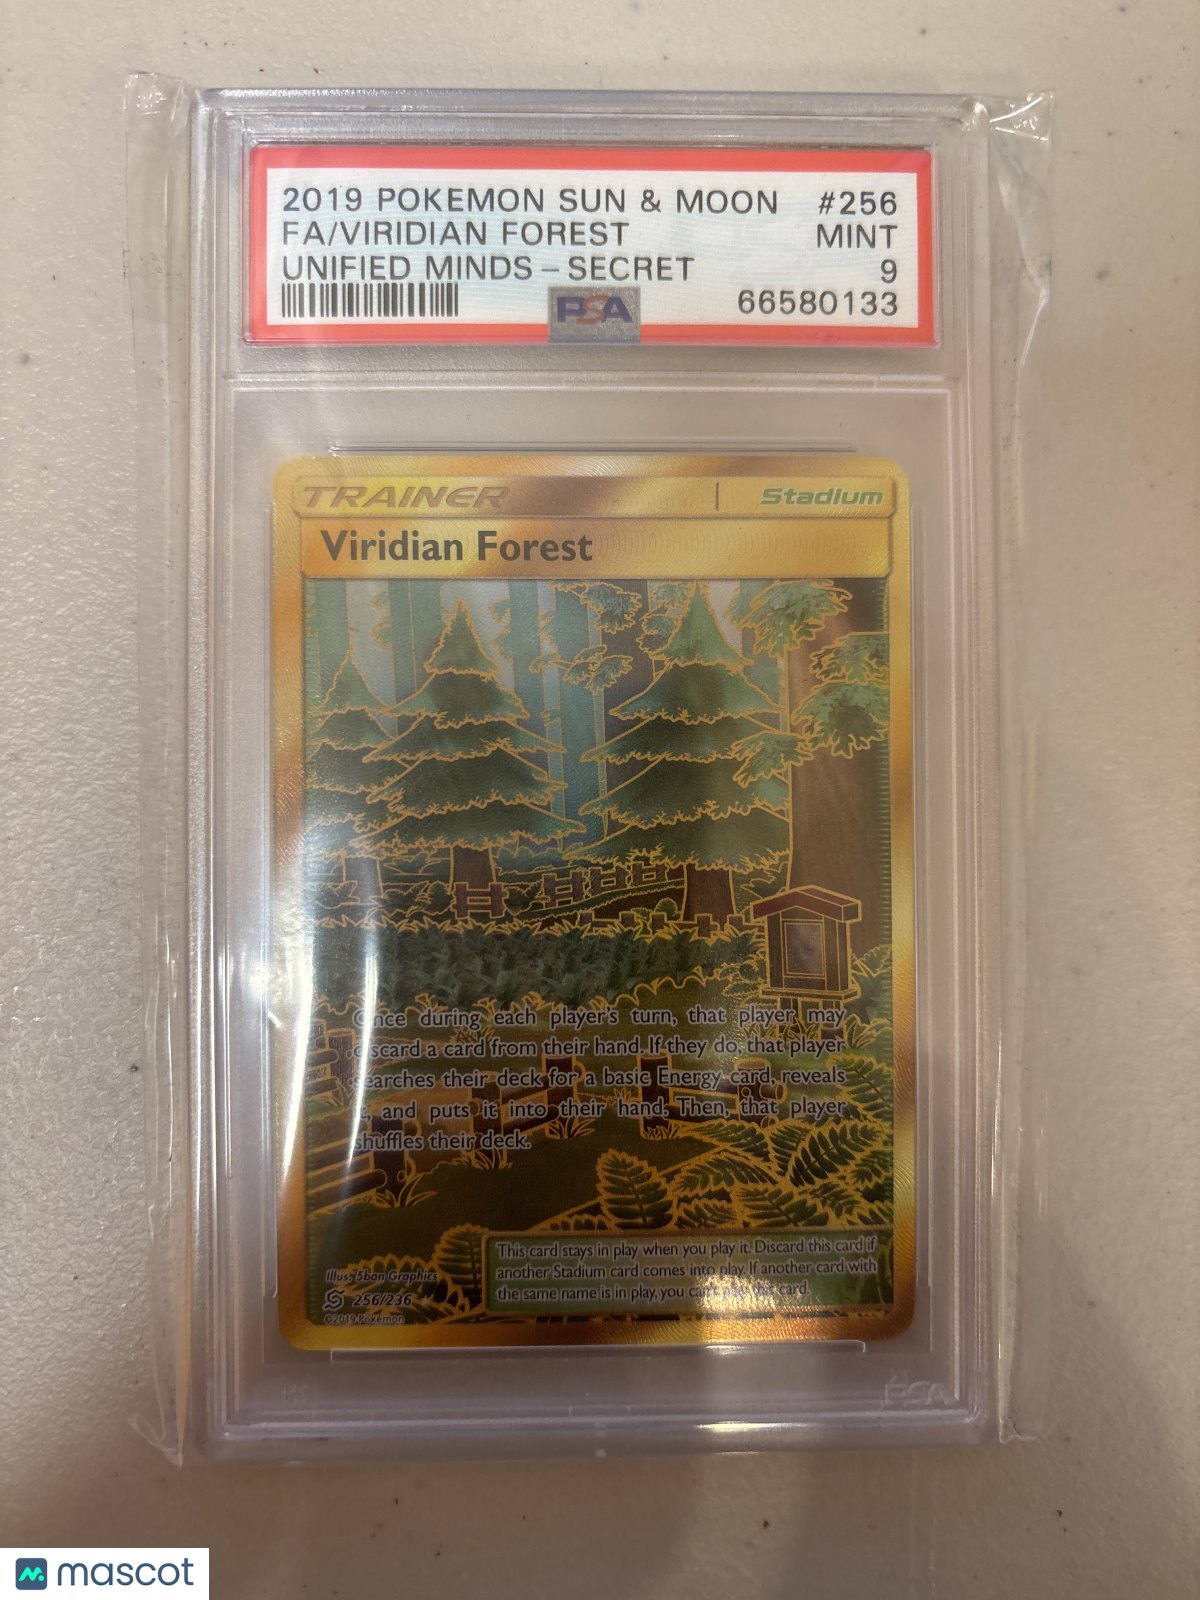 2019 POKEMON SUN & MOON #256
FA/VIRIDIAN FOREST MINT
UNIFIED MINDS - SECRET 9
PSA 66580133
TRAINER Stadium
Viridian Forest
Once during each player's turn, that player may
discard a card from their hand. If they do, that player
searches their deck for a basic Energy card, reveals
it, and puts it into their hand. Then, that player
shuffles their deck.
This card stays in play when you play it. Discard this card if
another Stadium card comes into play. If another card with
the same name is in play, you can't play this card.
Illus. 5ban Graphics
256/236
©2019 Pokémon
PSA
mascot